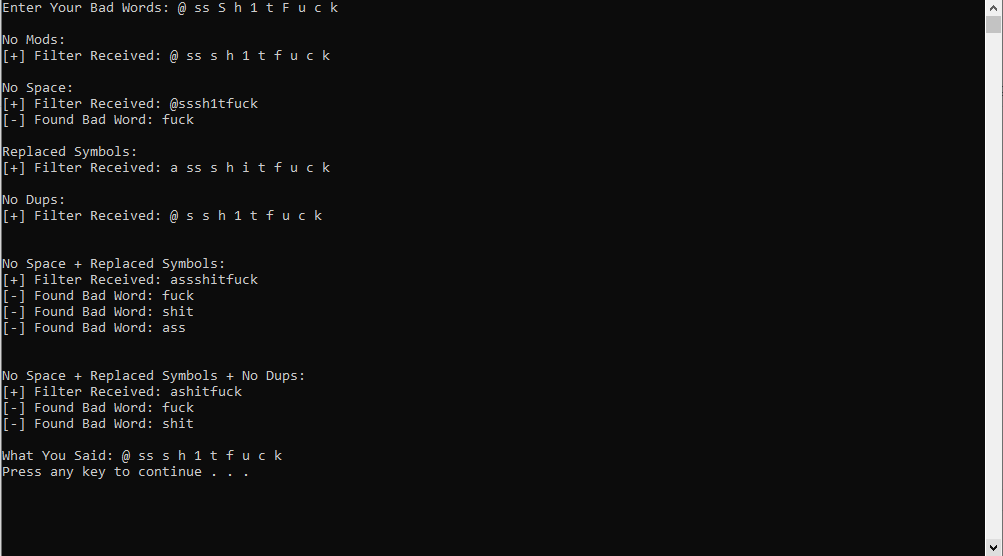 Enter Your Bad Words: @ ss S h 1 t F u c k
No Mods:
[+] Filter Received: @ ss s h 1 t f u c k
No Space:
[+] Filter Received: @sssh1tfuck
[-] Found Bad Word: fuck
Replaced Symbols:
[+] Filter Received: a ss s h i t f u c k
No Dups:
[+] Filter Received: @ s s h 1 t f u c k
No Space + Replaced Symbols:
[+] Filter Received: assshitfuck
[-] Found Bad Word: fuck
[-] Found Bad Word: shit
[-] Found Bad Word: ass
No Space + Replaced Symbols + No Dups:
[+] Filter Received: ashitfuck
[-] Found Bad Word: fuck
[-] Found Bad Word: shit
What You Said: @ ss s h 1 t f u c k
Press any key to continue . . .